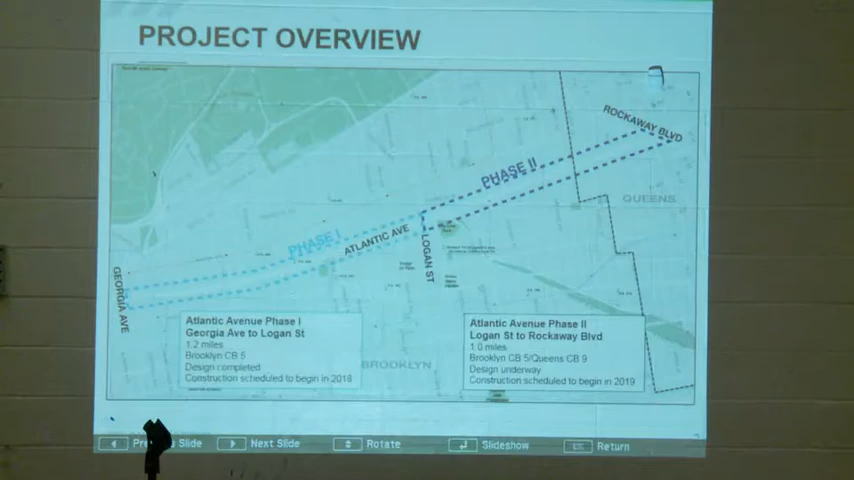 PROJECT OVERVIEW
ROCKAWAY BLVD
PHASE II
QUEENS
PHASE I
ATLANTIC AVE
LOGAN ST
GEORGIA AVE
BROOKLYN
Atlantic Avenue Phase I
Georgia Ave to Logan St
1.2 miles
Brooklyn CB 5
Design completed
Construction scheduled to begin in 2018
Atlantic Avenue Phase II
Logan St to Rockaway Blvd
1.0 miles
Brooklyn CB 5/Queens CB 9
Design underway
Construction scheduled to begin in 2019
Slide
Next Slide
Rotate
Slideshow
Return